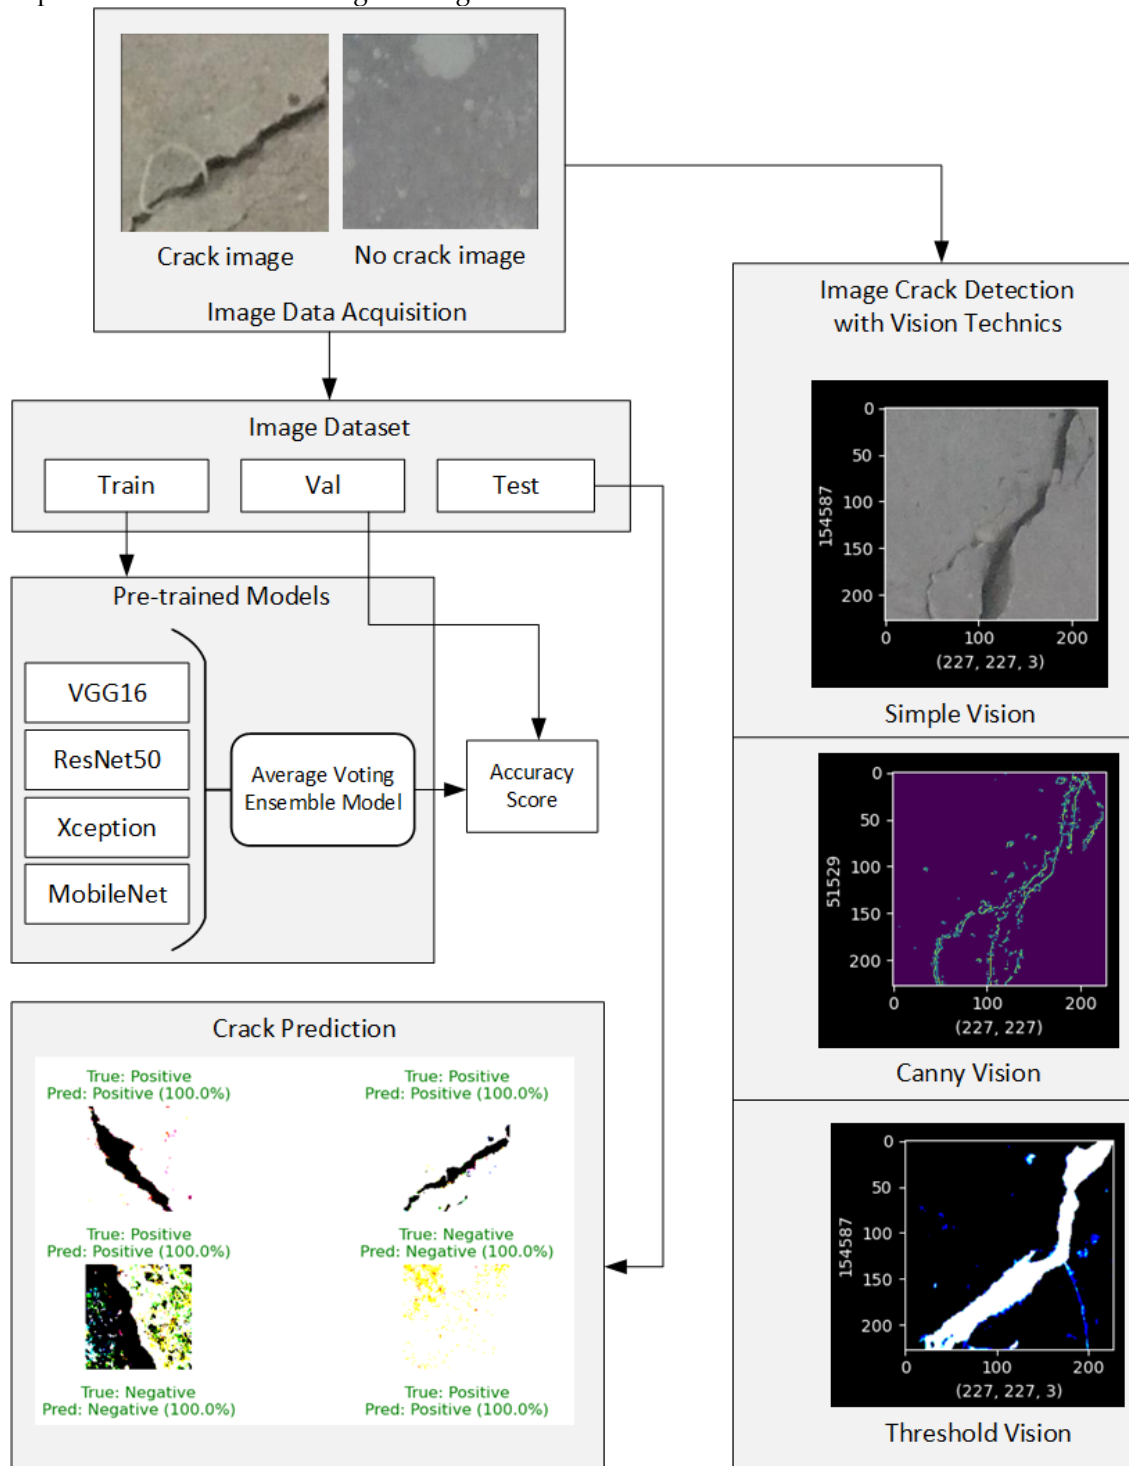 Crack image
No crack image
Image Data Acquisition
Image Dataset
Train
Val
Test
Pre-trained Models
VGG16
ResNet50
Xception
MobileNet
Average Voting
Ensemble Model
Accuracy
Score
Crack Prediction
True: Positive
Pred: Positive (100.0%)
True: Positive
Pred: Positive (100.0%)
True: Positive
Pred: Positive (100.0%)
True: Negative
Pred: Negative (100.0%)
True: Negative
Pred: Negative (100.0%)
True: Positive
Pred: Positive (100.0%)
Image Crack Detection
with Vision Technics
154587
0
50
100
150
200
0 100 200
(227, 227, 3)
Simple Vision
51529
0
50
100
150
200
0 100 200
(227, 227)
Canny Vision
154587
0
50
100
150
200
0 100 200
(227, 227, 3)
Threshold Vision